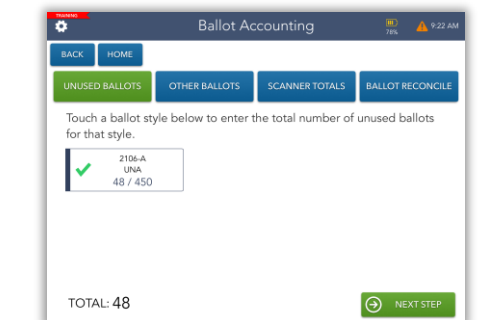 TRAINING
Ballot Accounting
78%
9:22 AM
BACK
HOME
UNUSED BALLOTS
OTHER BALLOTS
SCANNER TOTALS
BALLOT RECONCILE
Touch a ballot style below to enter the total number of unused ballots
for that style.
2106-A
UNA
48 / 450
TOTAL: 48
NEXT STEP